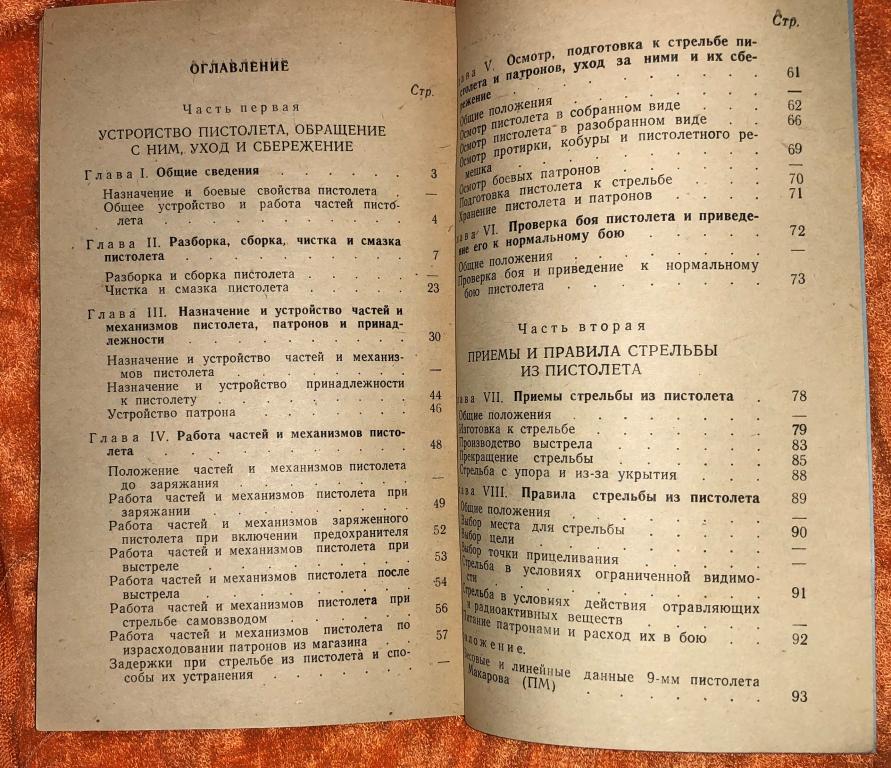 ОГЛАВЛЕНИЕ
Стр.
Часть первая
УСТРОЙСТВО ПИСТОЛЕТА, ОБРАЩЕНИЕ
С НИМ, УХОД И СБЕРЕЖЕНИЕ
Глава I. Общие сведения . . . . . . 3
Назначение и боевые свойства пистолета . —
Общее устройство и работа частей писто-
лета . . . . . . . . . . . 4
Глава II. Разборка, сборка, чистка и смазка
пистолета . . . . . . . . . 7
Разборка и сборка пистолета . . . . —
Чистка и смазка пистолета . . . . 23
Глава III. Назначение и устройство частей и
механизмов пистолета, патронов и принад-
лежности . . . . . . . . . 30
Назначение и устройство частей и механиз-
мов пистолета . . . . . . . —
Назначение и устройство принадлежности
к пистолету . . . . . . . . 44
Устройство патрона . . . . . . 46
Глава IV. Работа частей и механизмов писто-
лета . . . . . . . . . . 48
Положение частей и механизмов пистолета
до заряжания . . . . . . . —
Работа частей и механизмов пистолета при
заряжании . . . . . . . . 49
Работа частей и механизмов заряженного
пистолета при включении предохранителя 52
Работа частей и механизмов пистолета при
выстреле . . . . . . . . 53
Работа частей и механизмов пистолета после
выстрела . . . . . . . . 54
Работа частей и механизмов пистолета при
стрельбе самовзводом . . . . . 56
Работа частей и механизмов пистолета по
израсходовании патронов из магазина . 57
Задержки при стрельбе из пистолета и спо-
собы их устранения . . . . . —
Стр.
лава V. Осмотр, подготовка к стрельбе пи-
столета и патронов, уход за ними и их сбе-
режение . . . . . . . . . 61
Общие положения . . . . . . —
Осмотр пистолета в собранном виде . . . 62
Осмотр пистолета в разобранном виде . . 66
Осмотр протирки, кобуры и пистолетного ре-
мешка . . . . . . . . . 69
Осмотр боевых патронов . . . . . —
Подготовка пистолета к стрельбе . . . 70
Хранение пистолета и патронов . . . . 71
лава VI. Проверка боя пистолета и приведе-
ние его к нормальному бою . . . . . 72
Общие положения . . . . . . —
Проверка боя и приведение к нормальному
бою пистолета . . . . . . . 73
Часть вторая
ПРИЕМЫ И ПРАВИЛА СТРЕЛЬБЫ
ИЗ ПИСТОЛЕТА
лава VII. Приемы стрельбы из пистолета . 78
Общие положения . . . . . . —
Изготовка к стрельбе . . . . . . 79
Производство выстрела . . . . . 83
Прекращение стрельбы . . . . . 85
Стрельба с упора и из-за укрытия . . . 88
лава VIII. Правила стрельбы из пистолета 89
Общие положения . . . . . . —
Выбор места для стрельбы . . . . . 90
Выбор цели . . . . . . . . —
Выбор точки прицеливания . . . . —
Стрельба в условиях ограниченной видимо-
сти . . . . . . . . . . 91
Стрельба в условиях действия отравляющих
и радиоактивных веществ . . . . . —
Питание патронами и расход их в бою . . 92
ложение.
есовые и линейные данные 9-мм пистолета
Макарова (ПМ) . . . . . 93